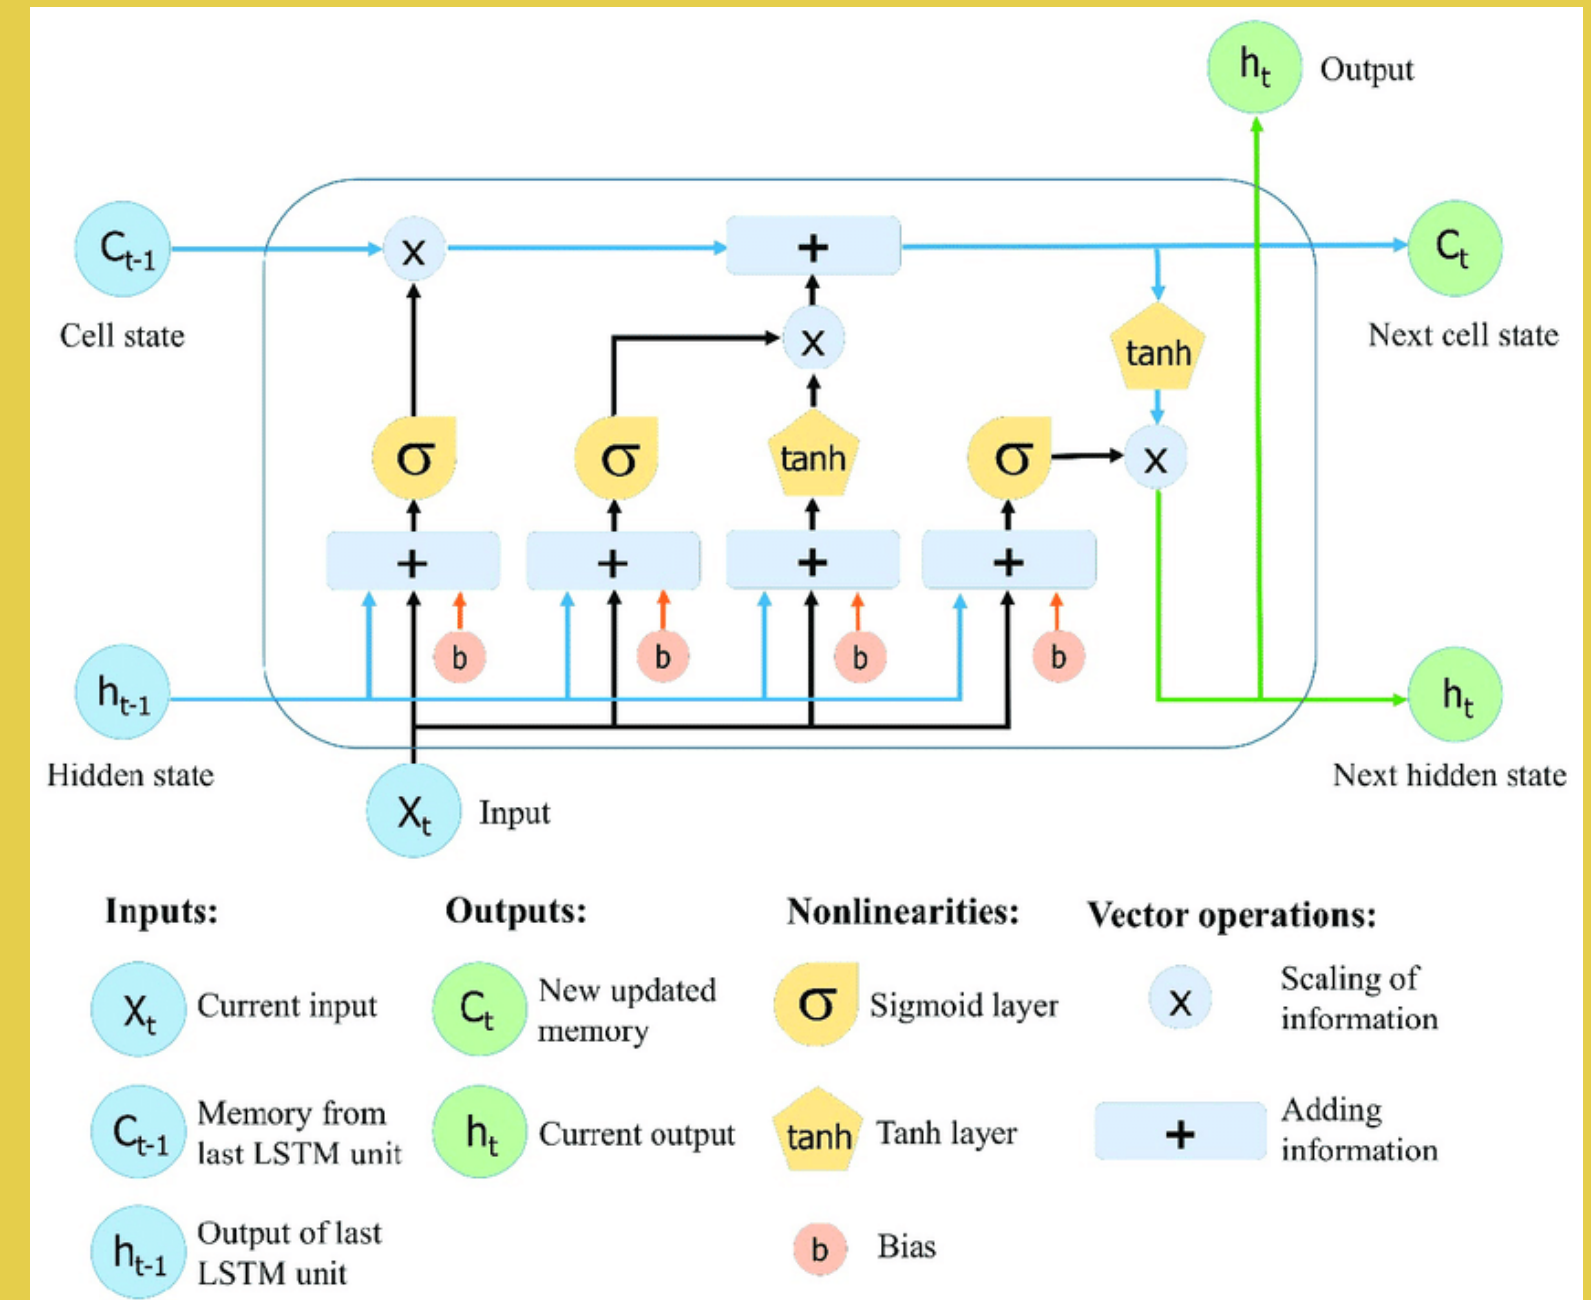 hₜ Output
Cₜ₋₁ x + Cₜ
Cell state x tanh Next cell state
σ σ tanh σ x
+ + + +
b b b b
hₜ₋₁ hₜ
Hidden state Next hidden state
Xₜ Input
Inputs: Outputs: Nonlinearities: Vector operations:
Xₜ Current input
Cₜ₋₁ Memory from
last LSTM unit
hₜ₋₁ Output of last
LSTM unit
Cₜ New updated
memory
hₜ Current output
σ Sigmoid layer
tanh Tanh layer
b Bias
x Scaling of
information
+ Adding
information